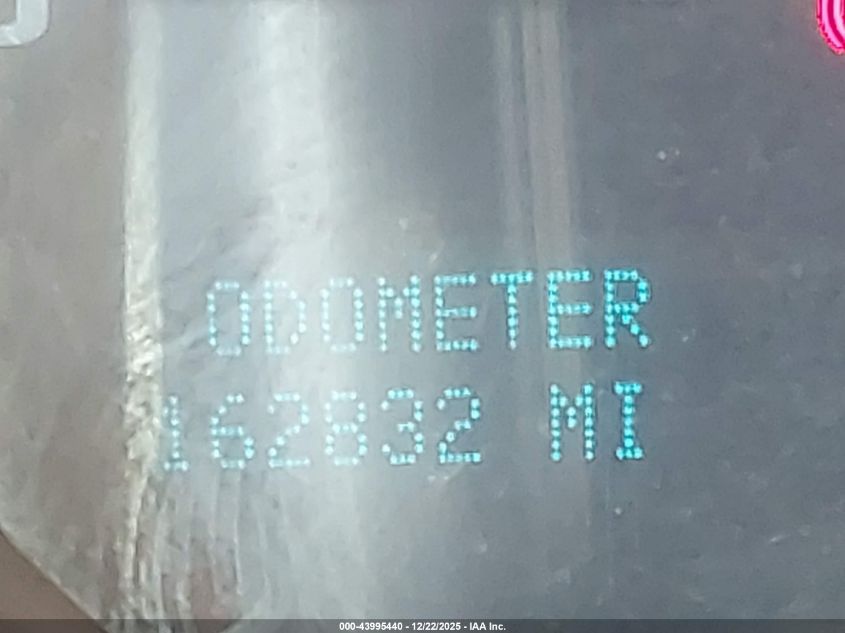 ODOMETER
162832 MI
000-43995440 - 12/22/2025 - IAA Inc.